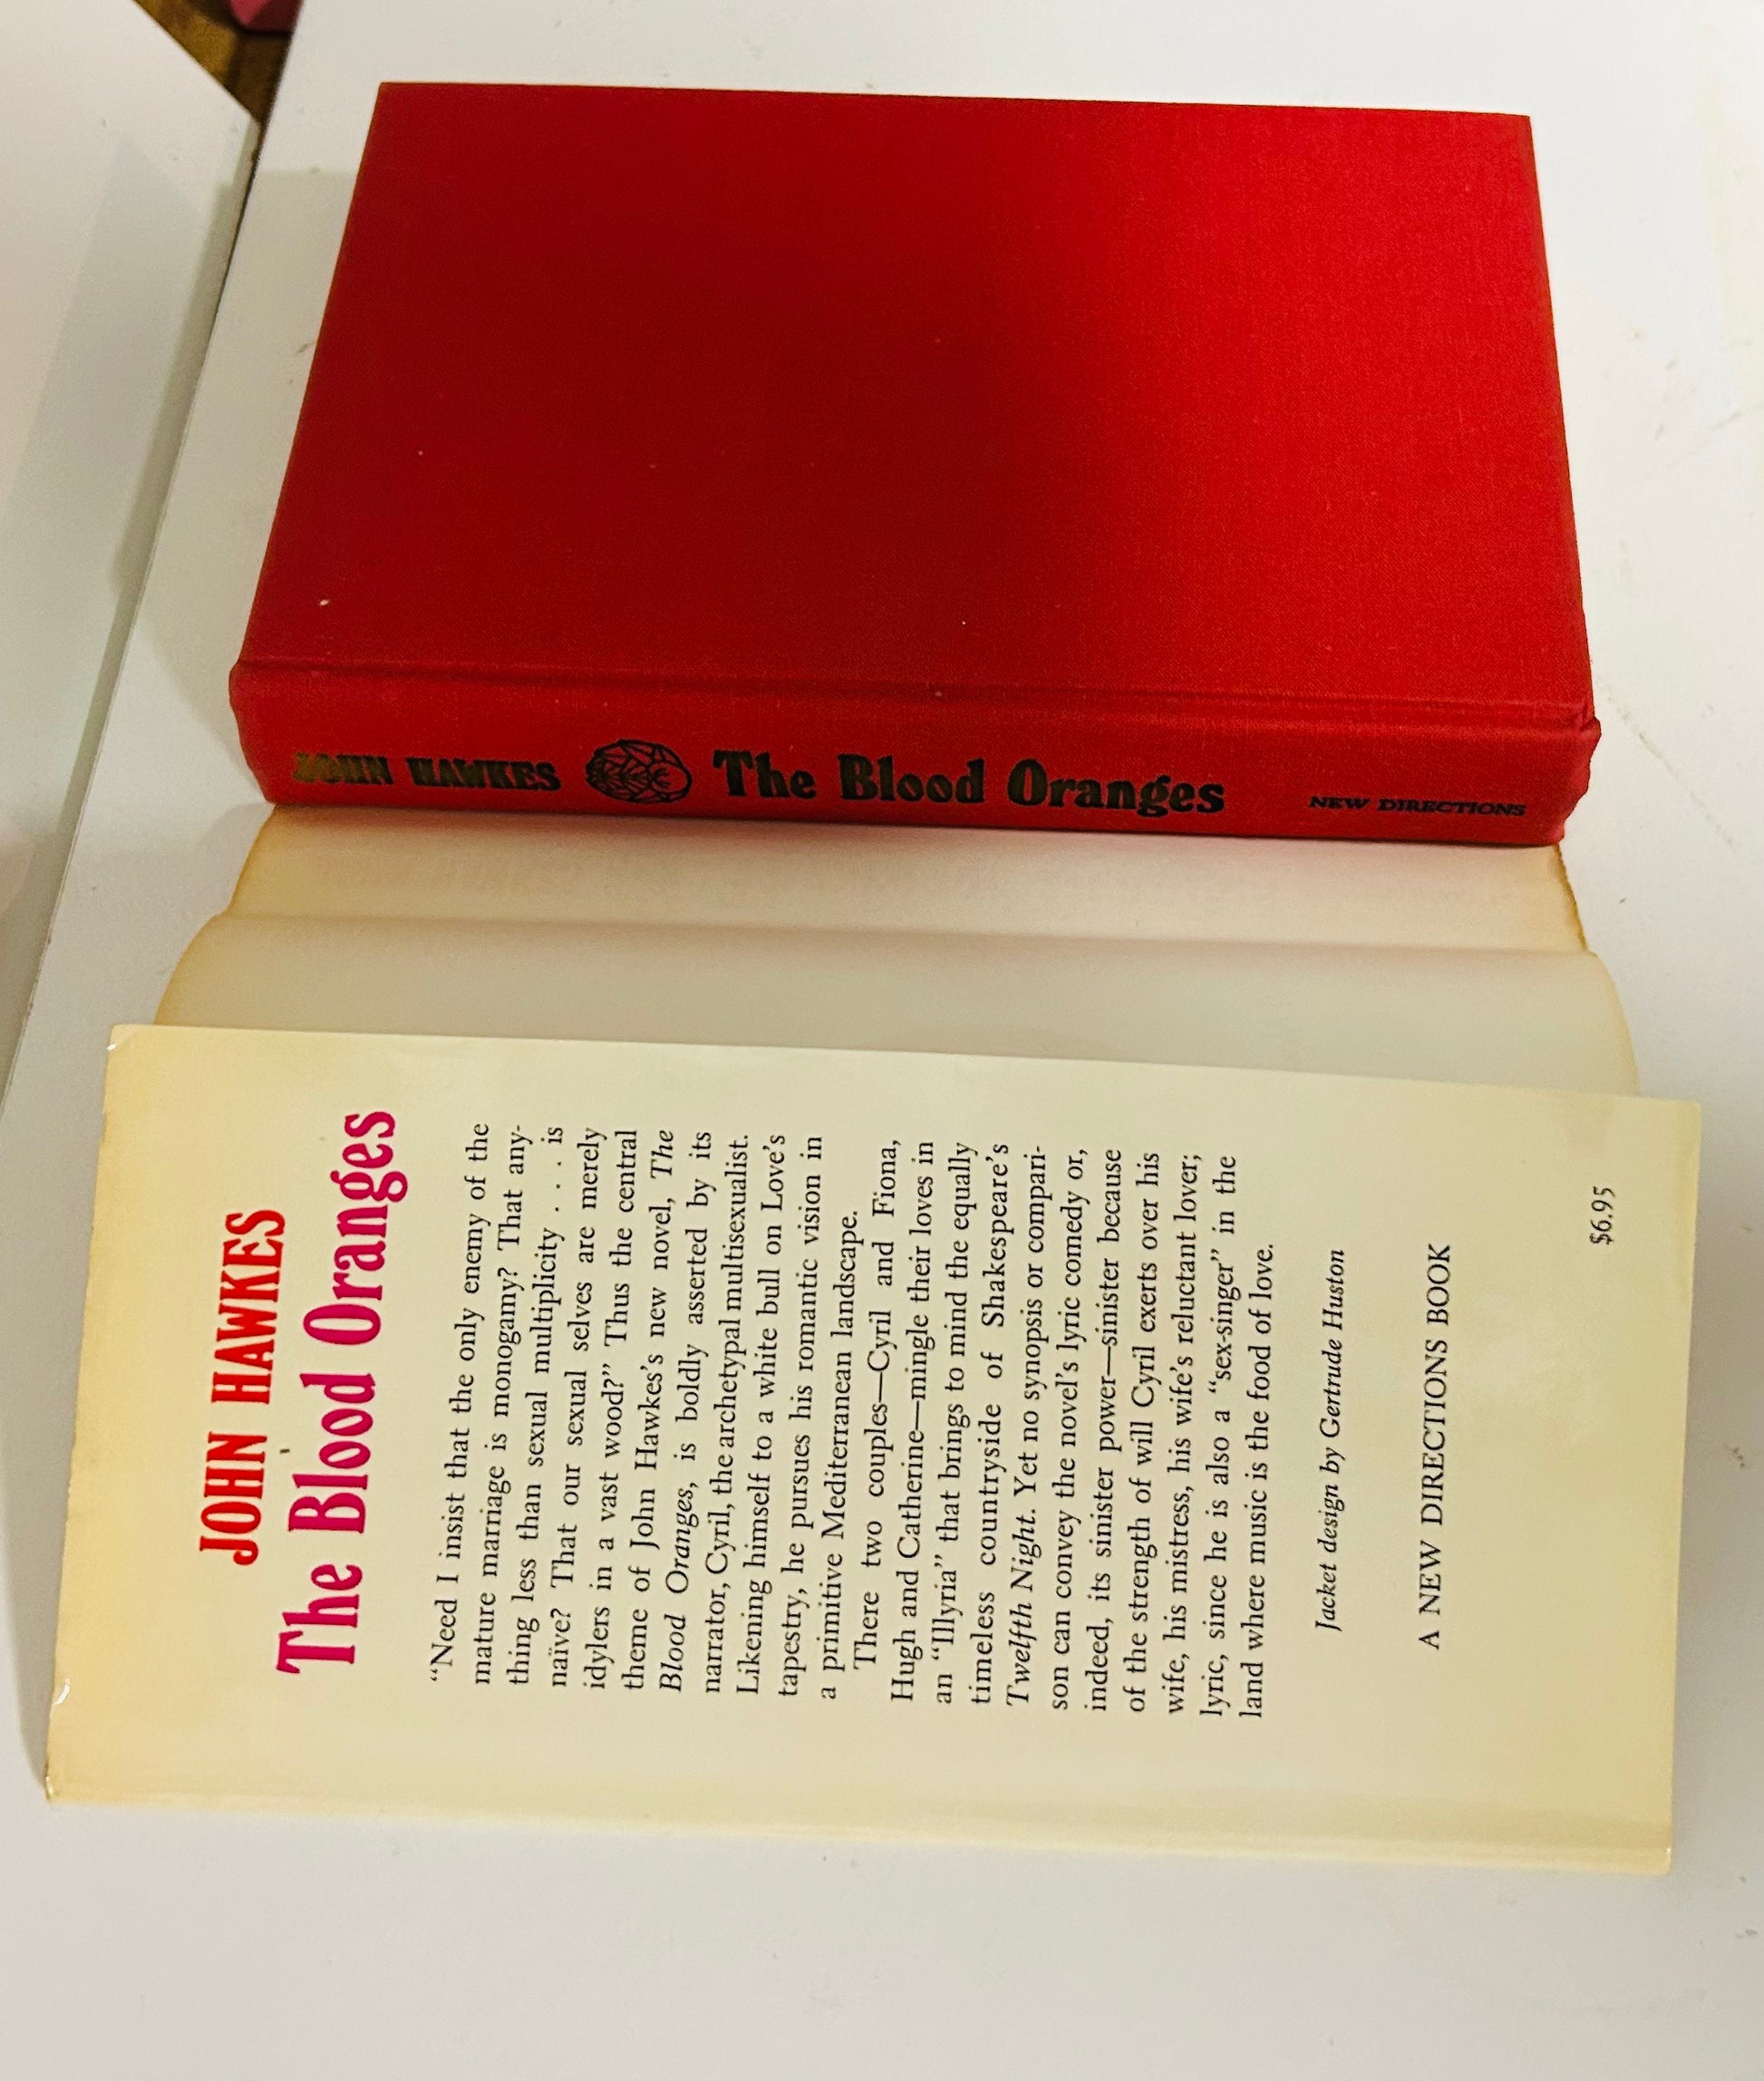 JOHN HAWKES The Blood Oranges NEW DIRECTIONS
JOHN HAWKES
The Blood Oranges
“Need I insist that the only enemy of the
mature marriage is monogamy? That any-
thing less than sexual multiplicity . . . is
naïve? That our sexual selves are merely
idylers in a vast wood?” Thus the central
theme of John Hawkes’s new novel, The
Blood Oranges, is boldly asserted by its
narrator, Cyril, the archetypal multisexualist.
Likening himself to a white bull on Love’s
tapestry, he pursues his romantic vision in
a primitive Mediterranean landscape.
There two couples—Cyril and Fiona,
Hugh and Catherine—mingle their loves in
an “Illyria” that brings to mind the equally
timeless countryside of Shakespeare’s
Twelfth Night. Yet no synopsis or compari-
son can convey the novel’s lyric comedy or,
indeed, its sinister power—sinister because
of the strength of will Cyril exerts over his
wife, his mistress, his wife’s reluctant lover;
lyric, since he is also a “sex-singer” in the
land where music is the food of love.
Jacket design by Gertrude Huston
A NEW DIRECTIONS BOOK
$6.95